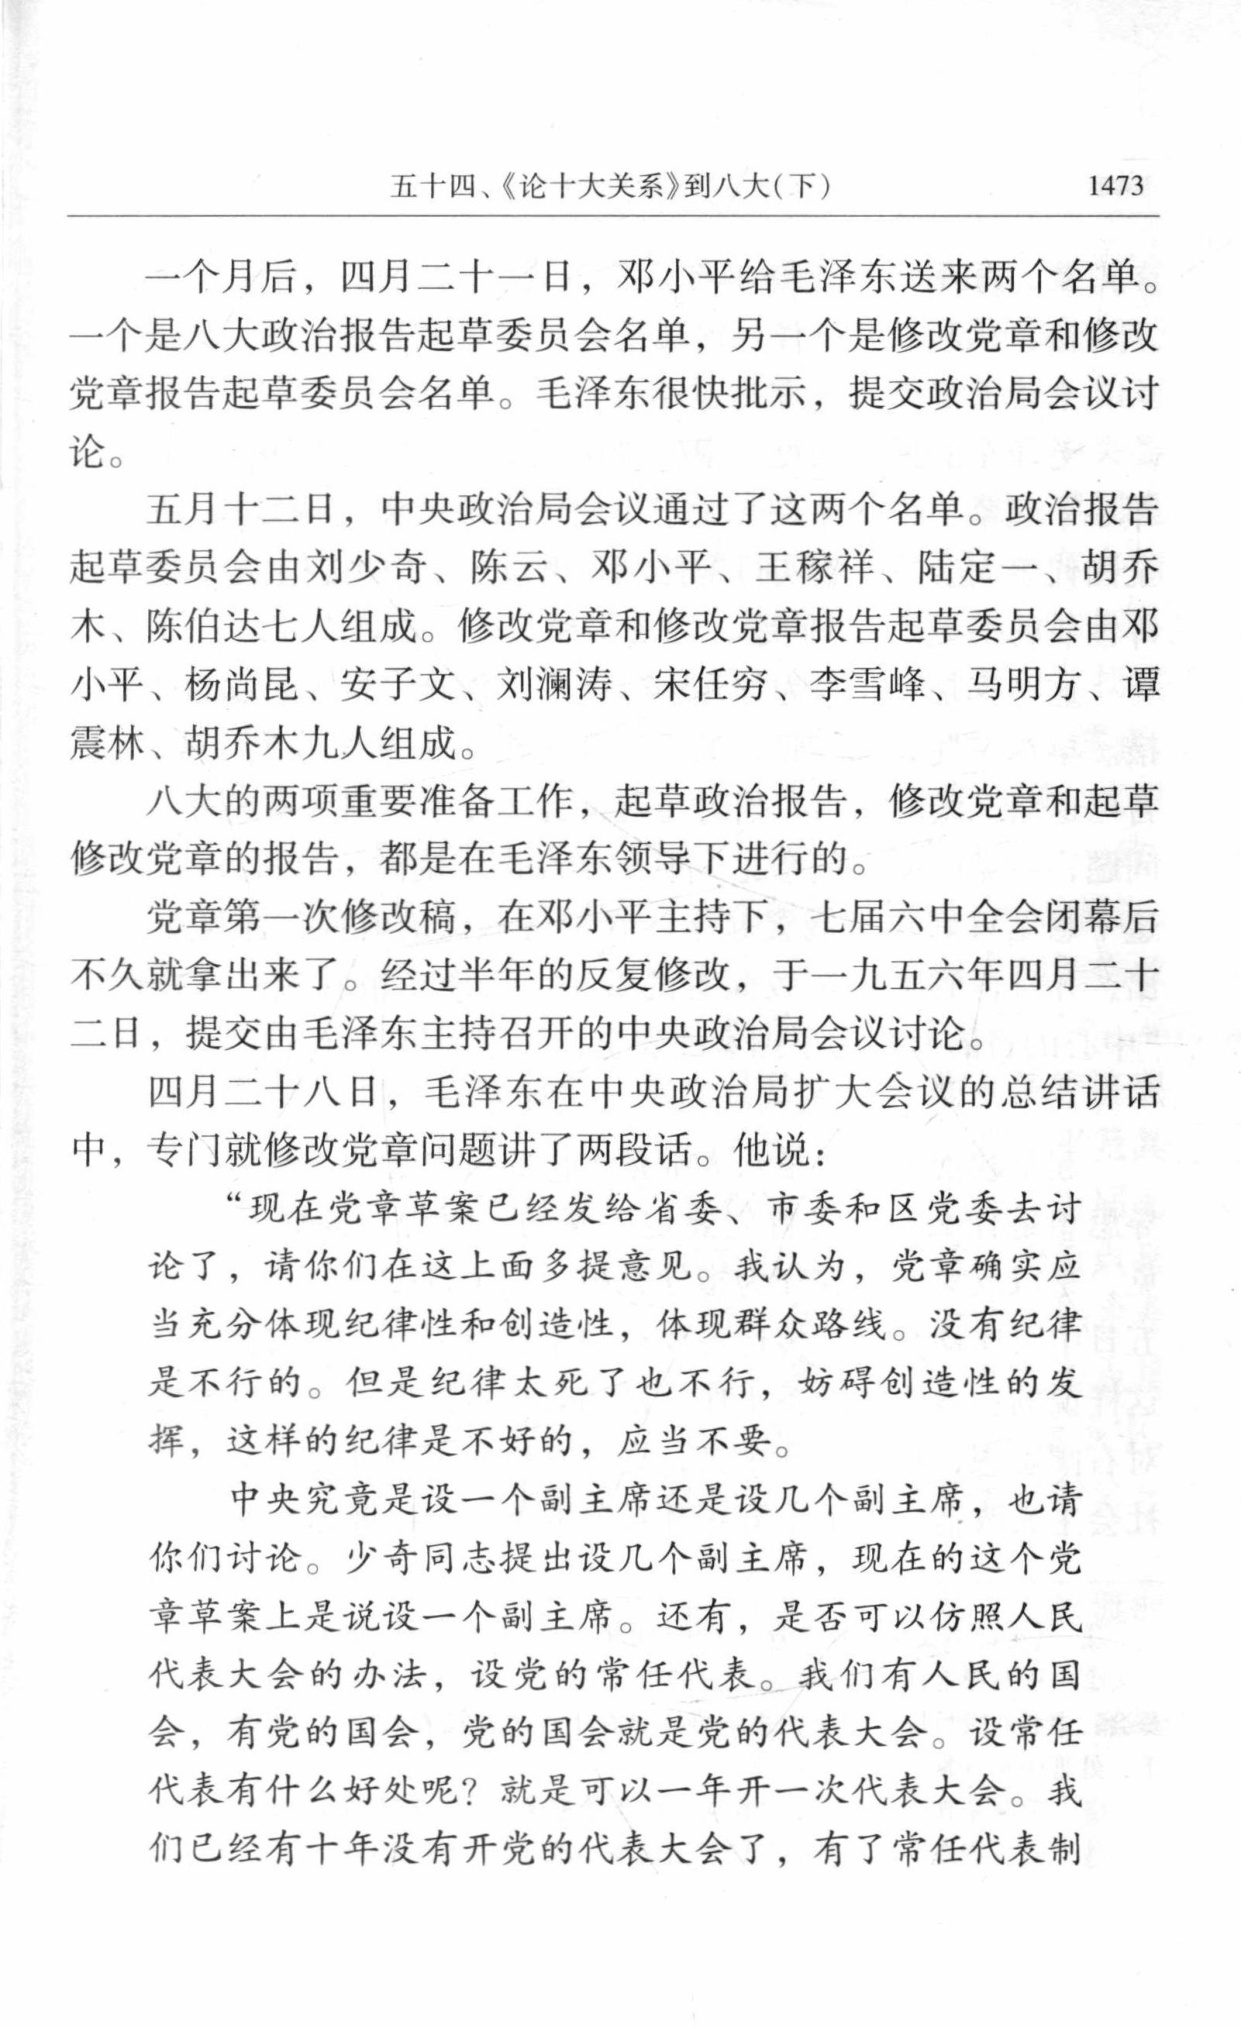 五十四、《论十大关系》到八大(下) 1473
一个月后，四月二十一日，邓小平给毛泽东送来两个名单。
一个是八大政治报告起草委员会名单，另一个是修改党章和修改
党章报告起草委员会名单。毛泽东很快批示，提交政治局会议讨
论。
五月十二日，中央政治局会议通过了这两个名单。政治报告
起草委员会由刘少奇、陈云、邓小平、王稼祥、陆定一、胡乔
木、陈伯达七人组成。修改党章和修改党章报告起草委员会由邓
小平、杨尚昆、安子文、刘澜涛、宋任穷、李雪峰、马明方、谭
震林、胡乔木九人组成。
八大的两项重要准备工作，起草政治报告，修改党章和起草
修改党章的报告，都是在毛泽东领导下进行的。
党章第一次修改稿，在邓小平主持下，七届六中全会闭幕后
不久就拿出来了。经过半年的反复修改，于一九五六年四月二十
二日，提交由毛泽东主持召开的中央政治局会议讨论。
四月二十八日，毛泽东在中央政治局扩大会议的总结讲话
中，专门就修改党章问题讲了两段话。他说：
“现在党章草案已经发给省委、市委和区党委去讨
论了，请你们在这上面多提意见。我认为，党章确实应
当充分体现纪律性和创造性，体现群众路线。没有纪律
是不行的。但是纪律太死了也不行，妨碍创造性的发
挥，这样的纪律是不好的，应当不要。
中央究竟是设一个副主席还是设几个副主席，也请
你们讨论。少奇同志提出设几个副主席，现在的这个党
章草案上是说设一个副主席。还有，是否可以仿照人民
代表大会的办法，设党的常任代表。我们有人民的国
会，有党的国会，党的国会就是党的代表大会。设常任
代表有什么好处呢？就是可以一年开一次代表大会。我
们已经有十年没有开党的代表大会了，有了常任代表制